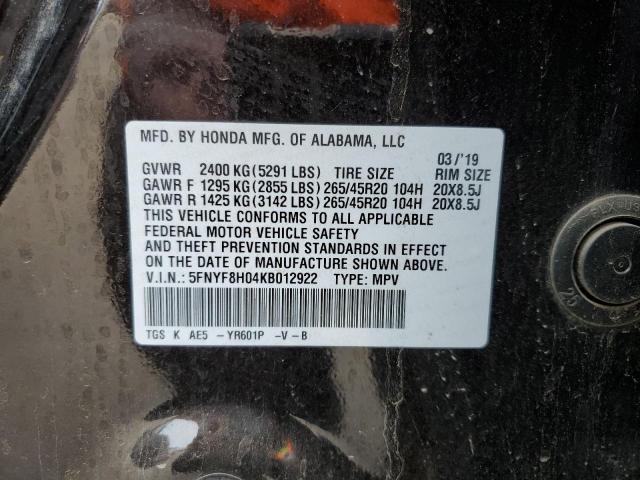 MFD. BY HONDA MFG. OF ALABAMA, LLC
03/'19
GVWR 2400 KG (5291 LBS) TIRE SIZE RIM SIZE
GAWR F 1295 KG (2855 LBS) 265/45R20 104H 20X8.5J
GAWR R 1425 KG (3142 LBS) 265/45R20 104H 20X8.5J
THIS VEHICLE CONFORMS TO ALL APPLICABLE
FEDERAL MOTOR VEHICLE SAFETY
AND THEFT PREVENTION STANDARDS IN EFFECT
ON THE DATE OF MANUFACTURE SHOWN ABOVE.
V.I.N.: 5FNYF8H04KB012922 TYPE: MPV
TGS K AE5 - YR601P -V-B